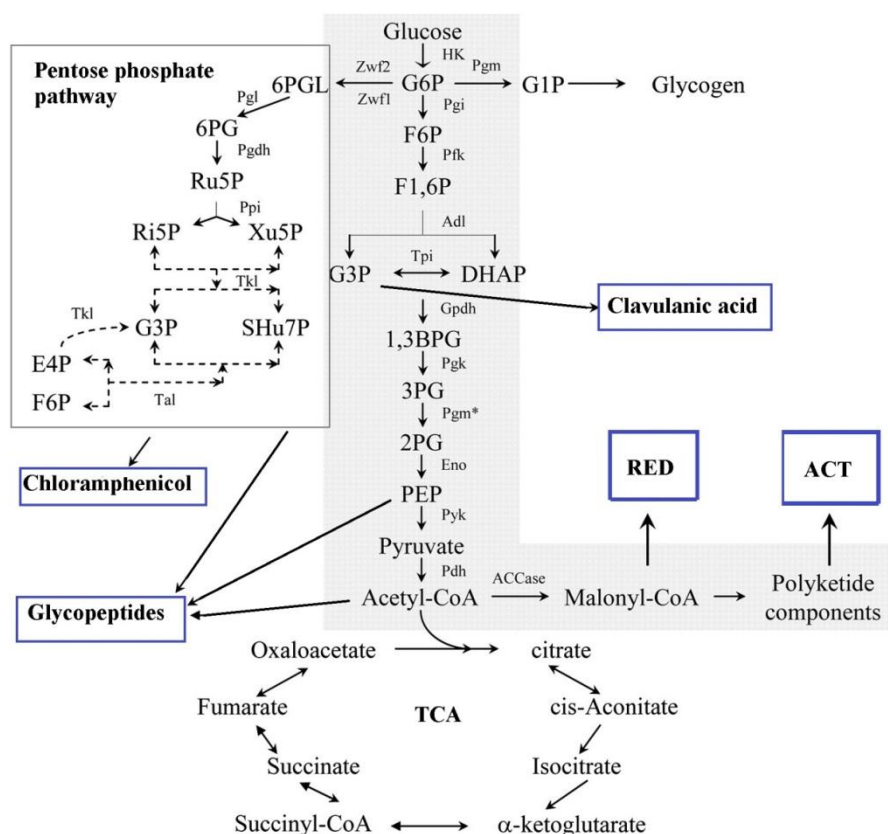 Glucose
HK
Pentose phosphate
pathway
Zwf2
Pgm
6PGL
G6P
G1P
Glycogen
Zwf1
Pgl
Pgi
6PG
F6P
Pgdh
Pfk
Ru5P
F1,6P
Ppi
Adl
Ri5P
Xu5P
Tpi
G3P
DHAP
Tkl
Clavulanic acid
Gpdh
Tkl
G3P
SHu7P
1,3BPG
Pgk
E4P
3PG
Tal
Pgm*
F6P
2PG
RED
ACT
Eno
Chloramphenicol
PEP
Pyk
Pyruvate
Pdh
ACCase
Polyketide
components
Glycopeptides
Acetyl-CoA
Malonyl-CoA
Oxaloacetate
citrate
Fumarate
TCA
cis-Aconitate
Succinate
Isocitrate
Succinyl-CoA
α-ketoglutarate